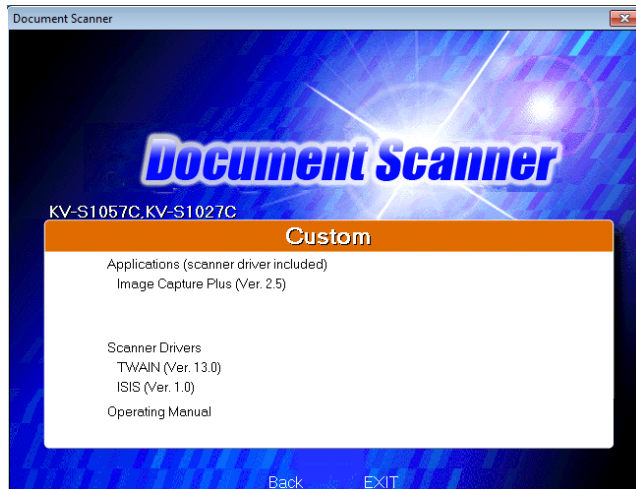 Document Scanner
Document Scanner
KV-S1057C,KV-S1027C
Custom
Applications (scanner driver included)
Image Capture Plus (Ver. 2.5)
Scanner Drivers
TWAIN (Ver. 13.0)
ISIS (Ver. 1.0)
Operating Manual
Back EXIT